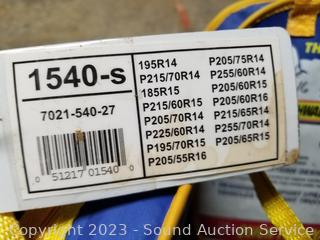 1540-s
7021-540-27
0 51217 01540
195R14
P215/70R14
185R15
P215/60R15
P205/70R14
P225/60R14
P195/70R15
P205/55R16
P205/75R14
P255/60R14
P205/60R15
P205/60R16
P215/65R14
P255/70R14
P205/65R15
TH
Copyright 2023 - Sound Auction Service